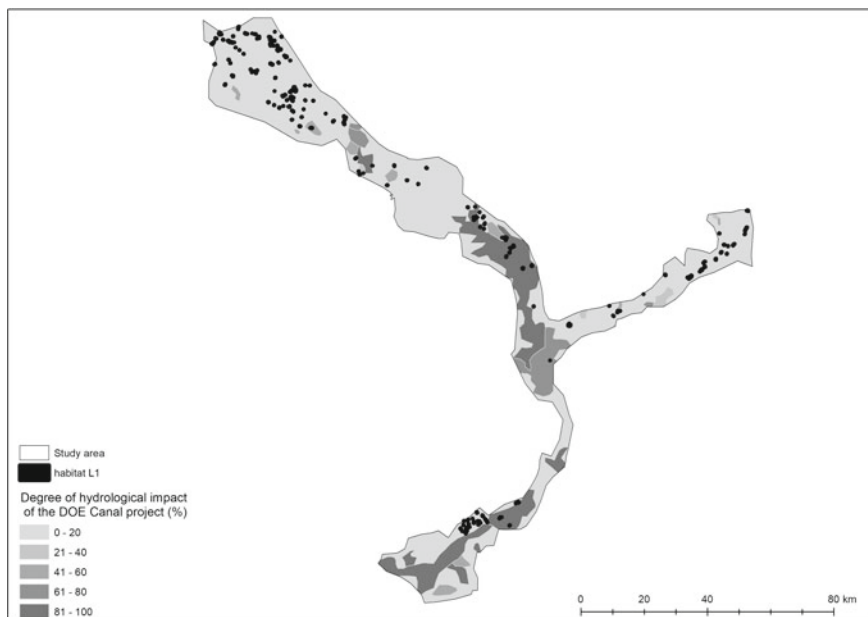 Study area
habitat L1
Degree of hydrological impact
of the DOE Canal project (%)
0 - 20
21 - 40
41 - 60
61 - 80
81 - 100
0 20 40 80 km